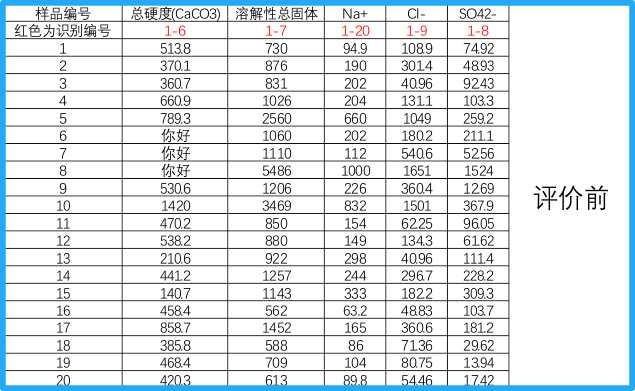 样品编号 总硬度(CaCO3) 溶解性总固体 Na+ Cl- SO42-
红色为识别编号 1-6 1-7 1-20 1-9 1-8
1 513.8 730 94.9 108.9 74.92
2 370.1 876 190 301.4 48.93
3 360.7 831 202 40.96 92.43
4 660.9 1026 204 131.1 103.3
5 789.3 2560 660 1049 259.2
6 你好 1060 202 180.2 211.1
7 你好 1110 112 540.6 52.56
8 你好 5486 1000 1651 1524
9 530.6 1206 226 360.4 12.69
10 1420 3469 832 1501 367.9
评价前
11 470.2 850 154 62.25 96.05
12 538.2 880 149 134.3 61.62
13 210.6 922 298 40.96 111.4
14 441.2 1257 244 296.7 228.2
15 140.7 1143 333 182.2 309.3
16 458.4 562 63.2 48.83 103.7
17 858.7 1452 165 360.6 181.2
18 385.8 588 86 71.36 29.62
19 468.4 709 104 80.75 13.94
20 420.3 613 89.8 54.46 17.42